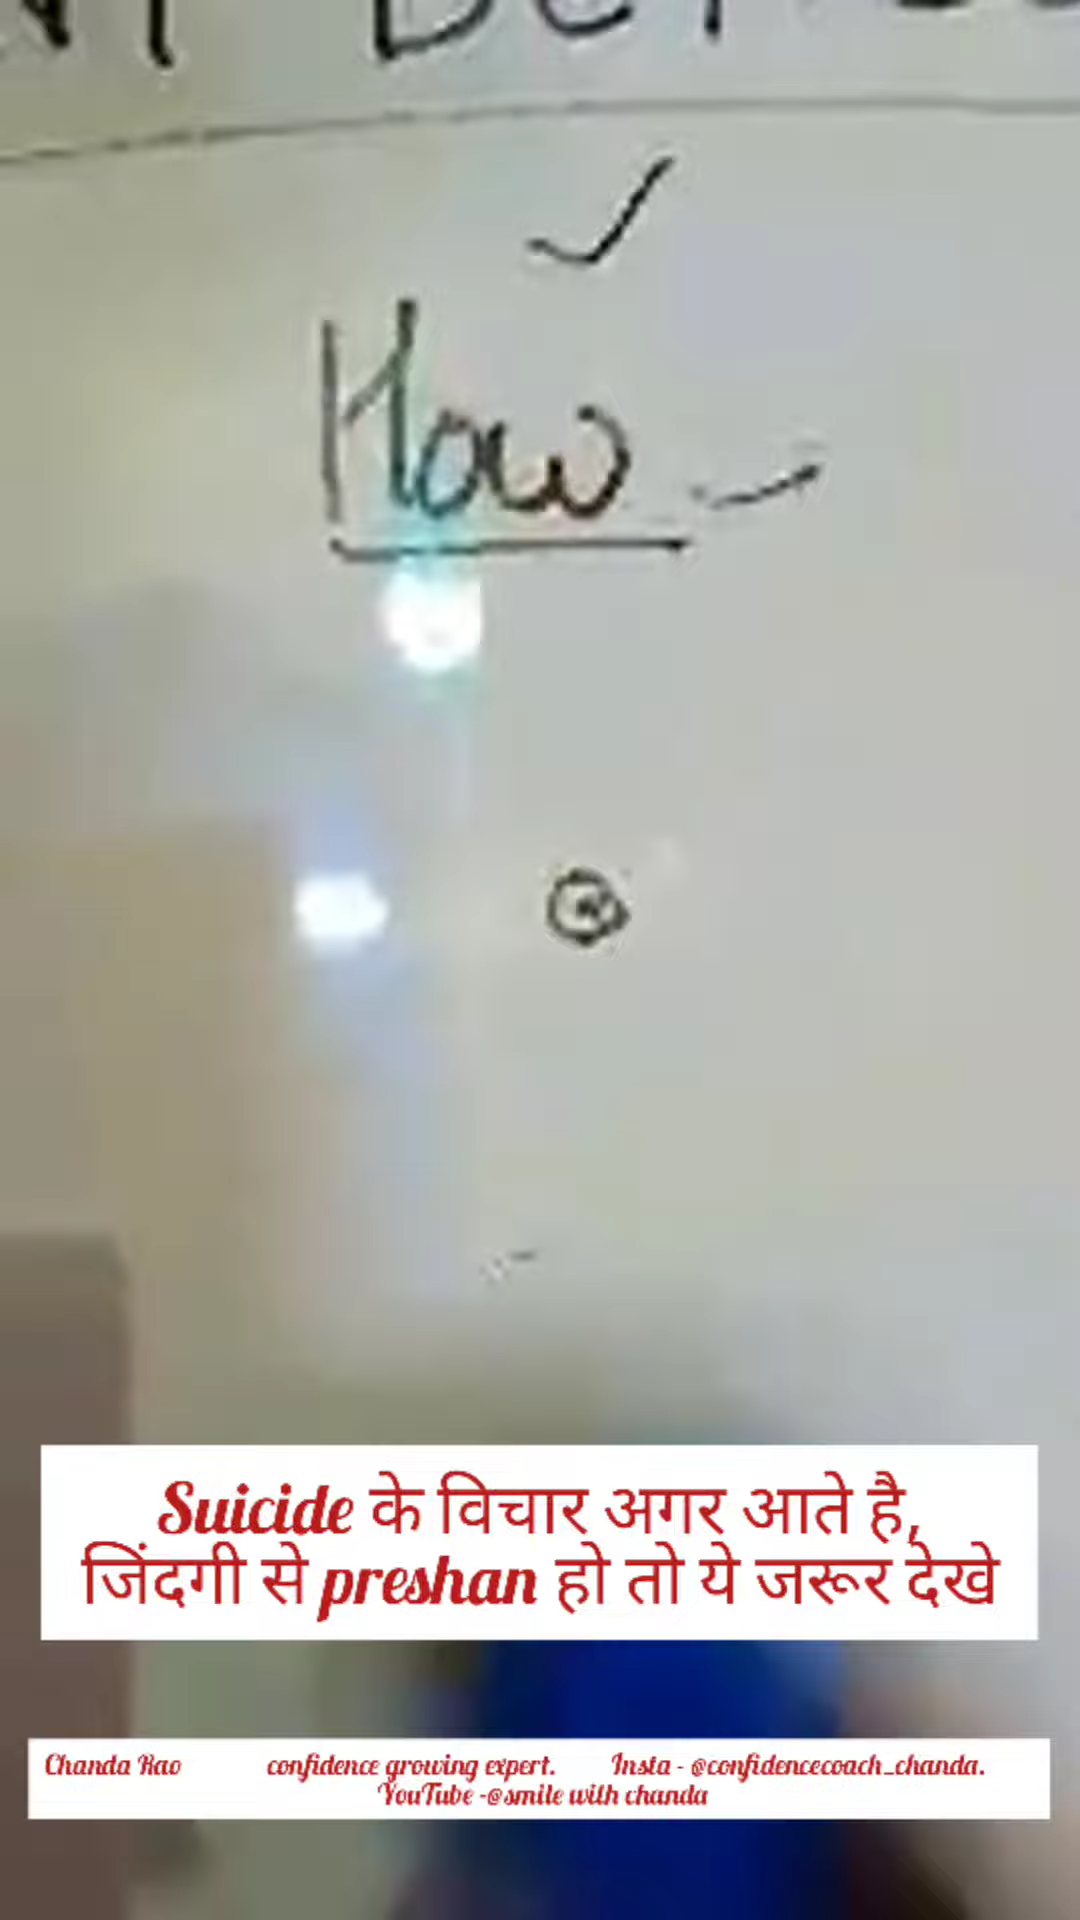 How
Suicide के विचार अगर आते है,
जिंदगी से preshan हो तो ये जरूर देखे
Chanda Rao confidence growing expert. Insta - @confidencecoach_chanda.
YouTube -@smile with chanda